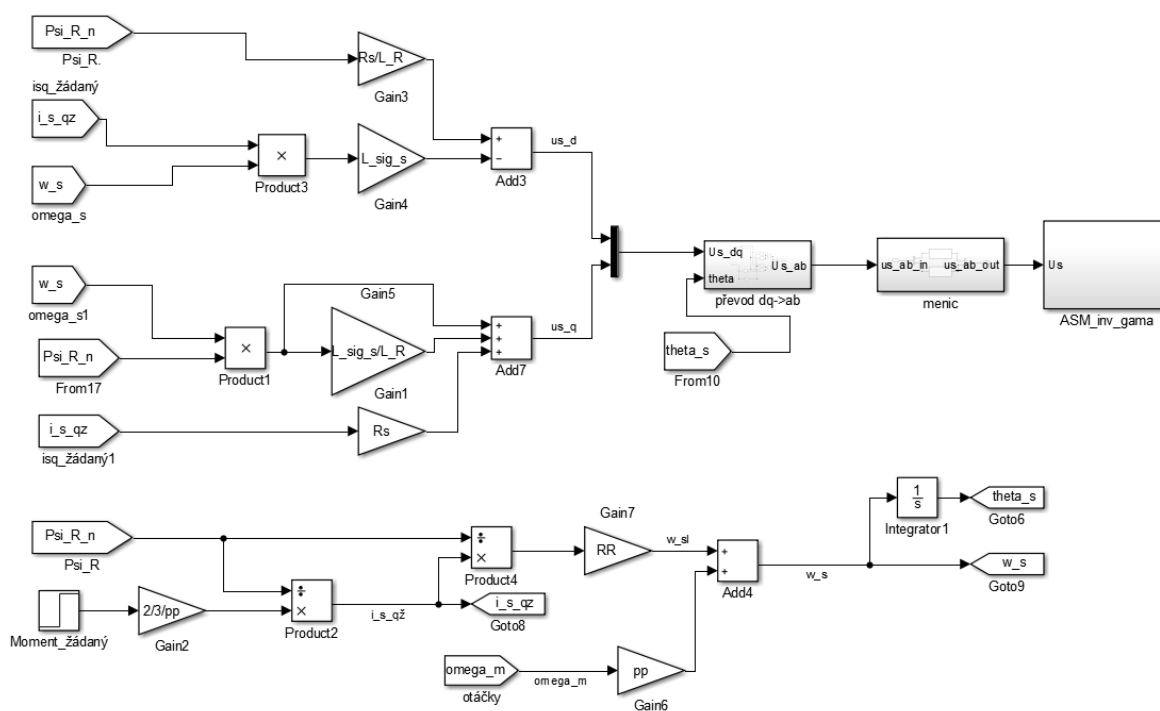 Psi_R_n
Psi_R.
Rs/L_R
Gain3
isq_žádaný
i_s_qz
×
Product3
L_sig_s
Gain4
+
−
Add3
us_d
w_s
omega_s
w_s
omega_s1
Psi_R_n
From17
×
Product1
Gain5
L_sig_s/L_R
Gain1
+
+
+
Add7
us_q
i_s_qz
isq_žádaný1
Rs
Us_dq
theta
Us_ab
převod dq->ab
theta_s
From10
us_ab_in
us_ab_out
menic
Us
ASM_inv_gama
Psi_R_n
Psi_R
Moment_žádaný
2/3/pp
Gain2
÷
×
Product2
i_s_qž
÷
×
Product4
i_s_qz
Goto8
Gain7
RR
w_sl
+
+
Add4
w_s
1
s
Integrator1
theta_s
Goto6
w_s
Goto9
omega_m
otáčky
omega_m
pp
Gain6